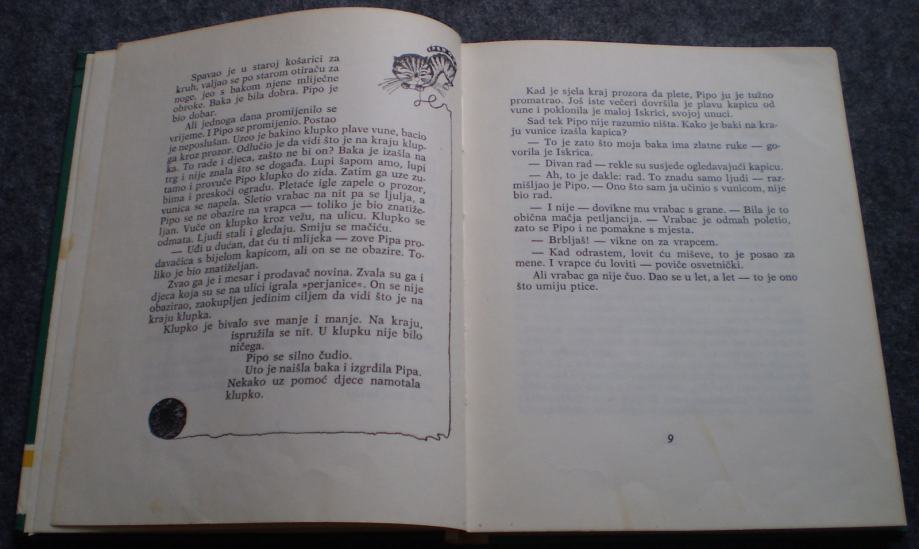 Spavao je u staroj košarici za
kruh, valjao se po starom otiraču za
noge, jeo s bakom njene mliječne
obroke. Baka je bila dobra. Pipo je
bio dobar.
Ali jednoga dana promijenilo se
vrijeme. I Pipo se promijenio. Postao
je neposlušan. Uzeo je bakino klupko plave vune, bacio
ga kroz prozor. Odlučio je da vidi što je na kraju klup-
ka. To rade i djeca, zašto ne bi on? Baka je izašla na
trg i nije znala što se događa. Lupi šapom amo, lupi
tamo i provuče Pipo klupko do zida. Zatim ga uze zu-
bima i preskoči ogradu. Pletaće igle zapele o prozor,
vunica se napela. Sletio vrabac na nit pa se ljulja, a
Pipo se ne obazire na vrapca — toliko je bio znatiže-
ljan. Vuče on klupko kroz vežu, na ulicu. Klupko se
odmata. Ljudi stali i gledaju. Smiju se mačiću.
— Uđi u dućan, dat ću ti mlijeka — zove Pipa pro-
davačica s bijelom kapicom, ali on se ne obazire. To-
liko je bio znatiželjan.
Zvao ga je i mesar i prodavač novina. Zvala su ga i
djeca koja su se na ulici igrala »perjanice«. On se nije
obazirao, zaokupljen jedinim ciljem da vidi što je na
kraju klupka.
Klupko je bivalo sve manje i manje. Na kraju,
ispružila se nit. U klupku nije bilo
ničega.
Pipo se silno čudio.
Uto je naišla baka i izgrdila Pipa.
Nekako uz pomoć djece namotala
klupko.
Kad je sjela kraj prozora da plete, Pipo ju je tužno
promatrao. Još iste večeri dovršila je plavu kapicu od
vune i poklonila je maloj Iskrici, svojoj unuci.
Sad tek Pipo nije razumio ništa. Kako je baki na kra-
ju vunice izašla kapica?
— To je zato što moja baka ima zlatne ruke — go-
vorila je Iskrica.
— Divan rad — rekle su susjede ogledavajući kapicu.
— Ah, to je dakle: rad. To znadu samo ljudi — raz-
mišljao je Pipo. — Ono što sam ja učinio s vunicom, nije
bio rad.
— I nije — dovikne mu vrabac s grane. — Bila je to
obična mačja petljancija. — Vrabac je odmah poletio,
zato se Pipo i ne pomakne s mjesta.
— Brbljaš! — vikne on za vrapcem.
— Kad odrastem, lovit ću miševe, to je posao za
mene. I vrapce ću loviti — poviče osvetnički.
Ali vrabac ga nije čuo. Dao se u let, a let — to je ono
što umiju ptice.
9